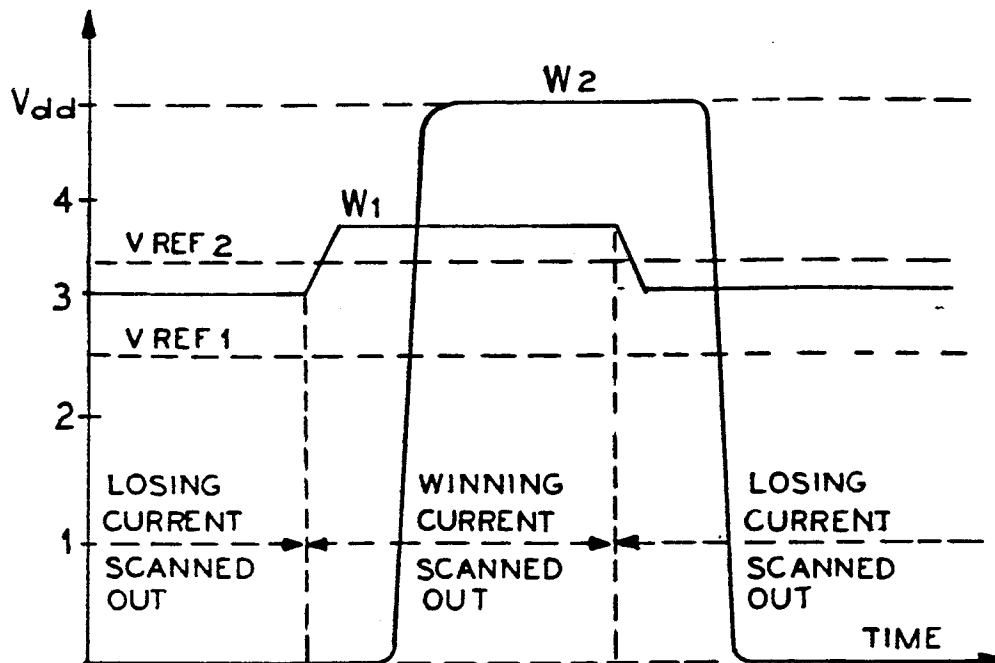 Vdd
W2
4
W1
V REF 2
3
V REF 1
2
LOSING
CURRENT
SCANNED
OUT
WINNING
CURRENT
SCANNED
OUT
LOSING
CURRENT
SCANNED
OUT
1
TIME